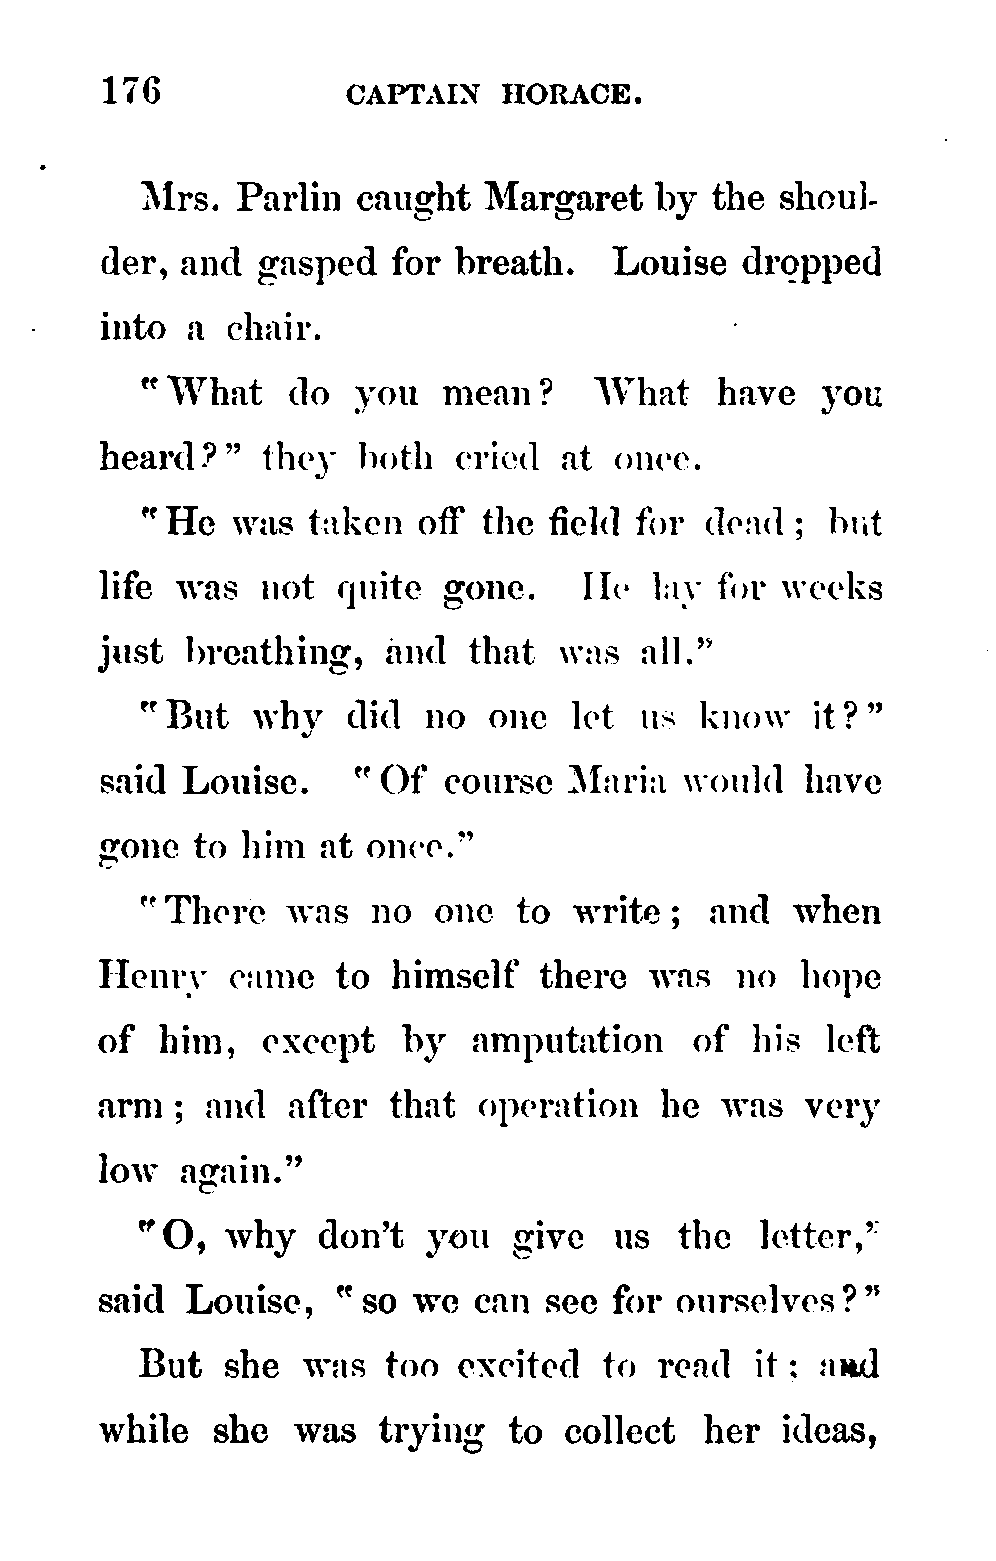 176 CAPTAIN HORACE.
Mrs. Parlin caught Margaret by the shoul-
der, and gasped for breath. Louise dropped
into a chair.
"What do you mean? What have you
heard?" they both cried at once.
"He was taken off the field for dead; but
life was not quite gone. He lay for weeks
just breathing, and that was all."
"But why did no one let us know it?"
said Louise. "Of course Maria would have
gone to him at once."
"There was no one to write; and when
Henry came to himself there was no hope
of him, except by amputation of his left
arm; and after that operation he was very
low again."
"O, why don't you give us the letter,"
said Louise, "so we can see for ourselves?"
But she was too excited to read it; and
while she was trying to collect her ideas,